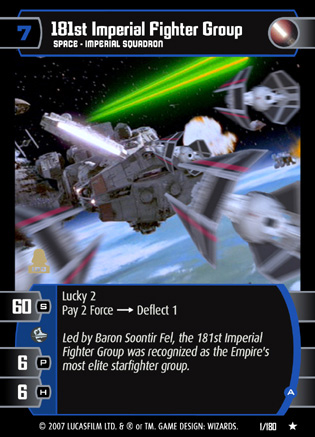 7
181st Imperial Fighter Group
SPACE - IMPERIAL SQUADRON
60 S
Lucky 2
Pay 2 Force → Deflect 1
Led by Baron Soontir Fel, the 181st Imperial
Fighter Group was recognized as the Empire's
most elite starfighter group.
6 P
6 H
A
© 2007 LUCASFILM LTD. & ® or TM. GAME DESIGN: WIZARDS. 1/180 ★